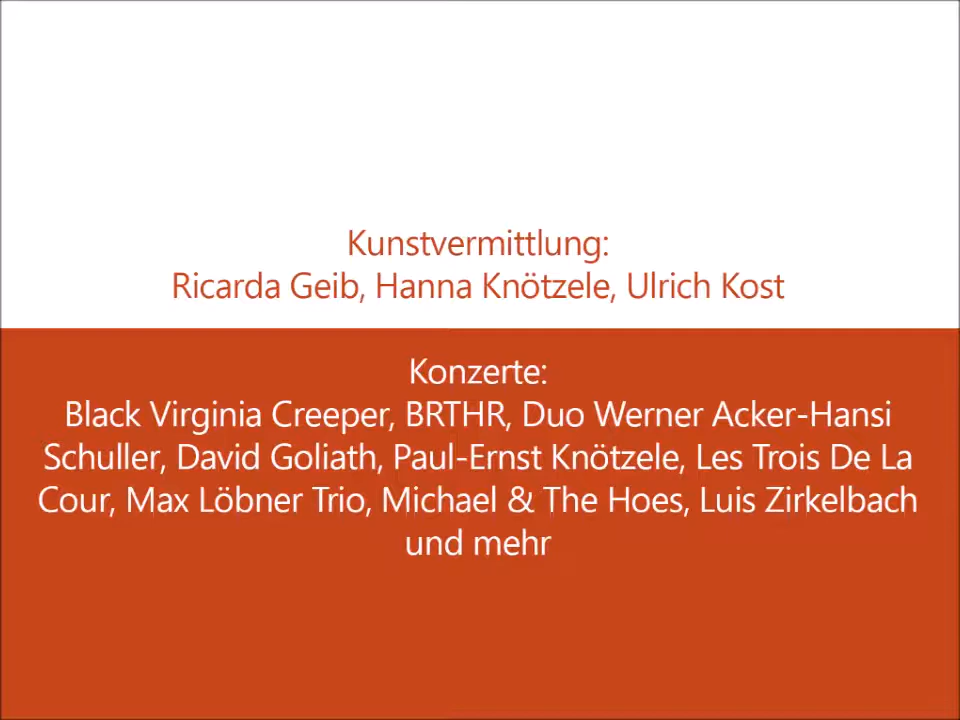 Kunstvermittlung:
Ricarda Geib, Hanna Knötzele, Ulrich Kost
Konzerte:
Black Virginia Creeper, BRTHR, Duo Werner Acker-Hansi
Schuller, David Goliath, Paul-Ernst Knötzele, Les Trois De La
Cour, Max Löbner Trio, Michael & The Hoes, Luis Zirkelbach
und mehr